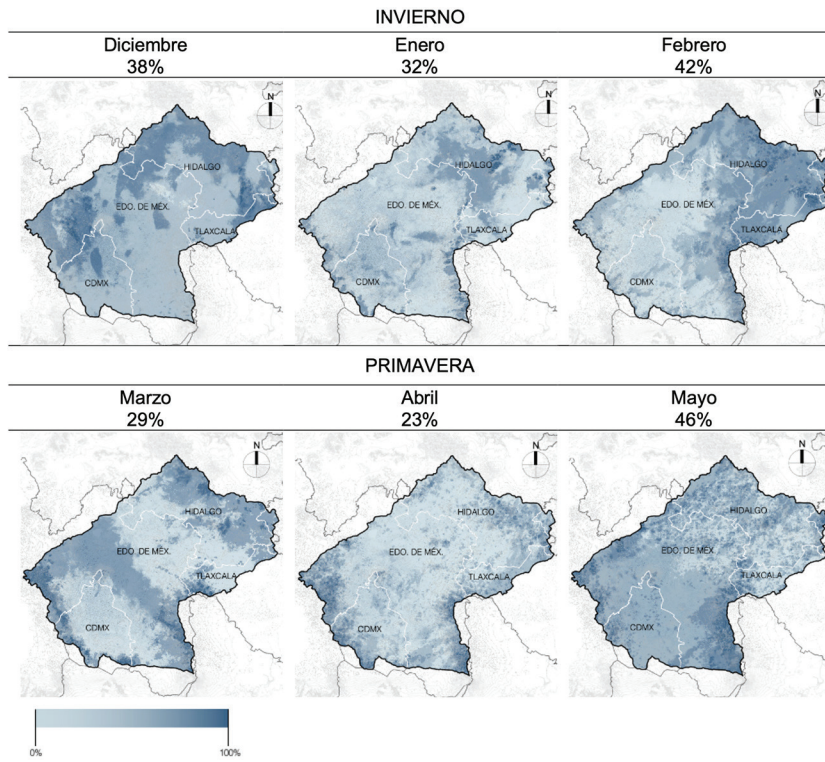 INVIERNO
Diciembre Enero Febrero
38% 32% 42%
N N N
HIDALGO HIDALGO HIDALGO
EDO. DE MÉX. EDO. DE MÉX. EDO. DE MÉX.
TLAXCALA TLAXCALA TLAXCALA
CDMX CDMX CDMX
PRIMAVERA
Marzo Abril Mayo
29% 23% 46%
N N N
HIDALGO HIDALGO HIDALGO
EDO. DE MÉX. EDO. DE MÉX. EDO. DE MÉX.
TLAXCALA TLAXCALA TLAXCALA
CDMX CDMX CDMX
0% 100%